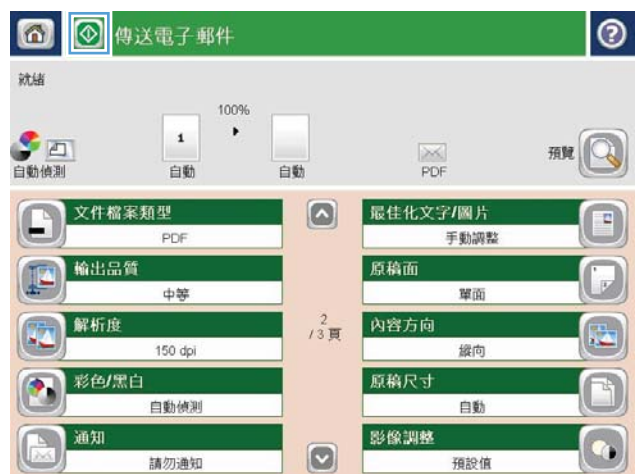 傳送電子郵件
?
就緒
100%
1
自動偵測
自動
自動
PDF
預覽
文件檔案類型
PDF
最佳化文字/圖片
手動調整
輸出品質
中等
原稿面
單面
解析度
150 dpi
2
/3 頁
內容方向
縱向
彩色/黑白
自動偵測
原稿尺寸
自動
通知
請勿通知
影像調整
預設值